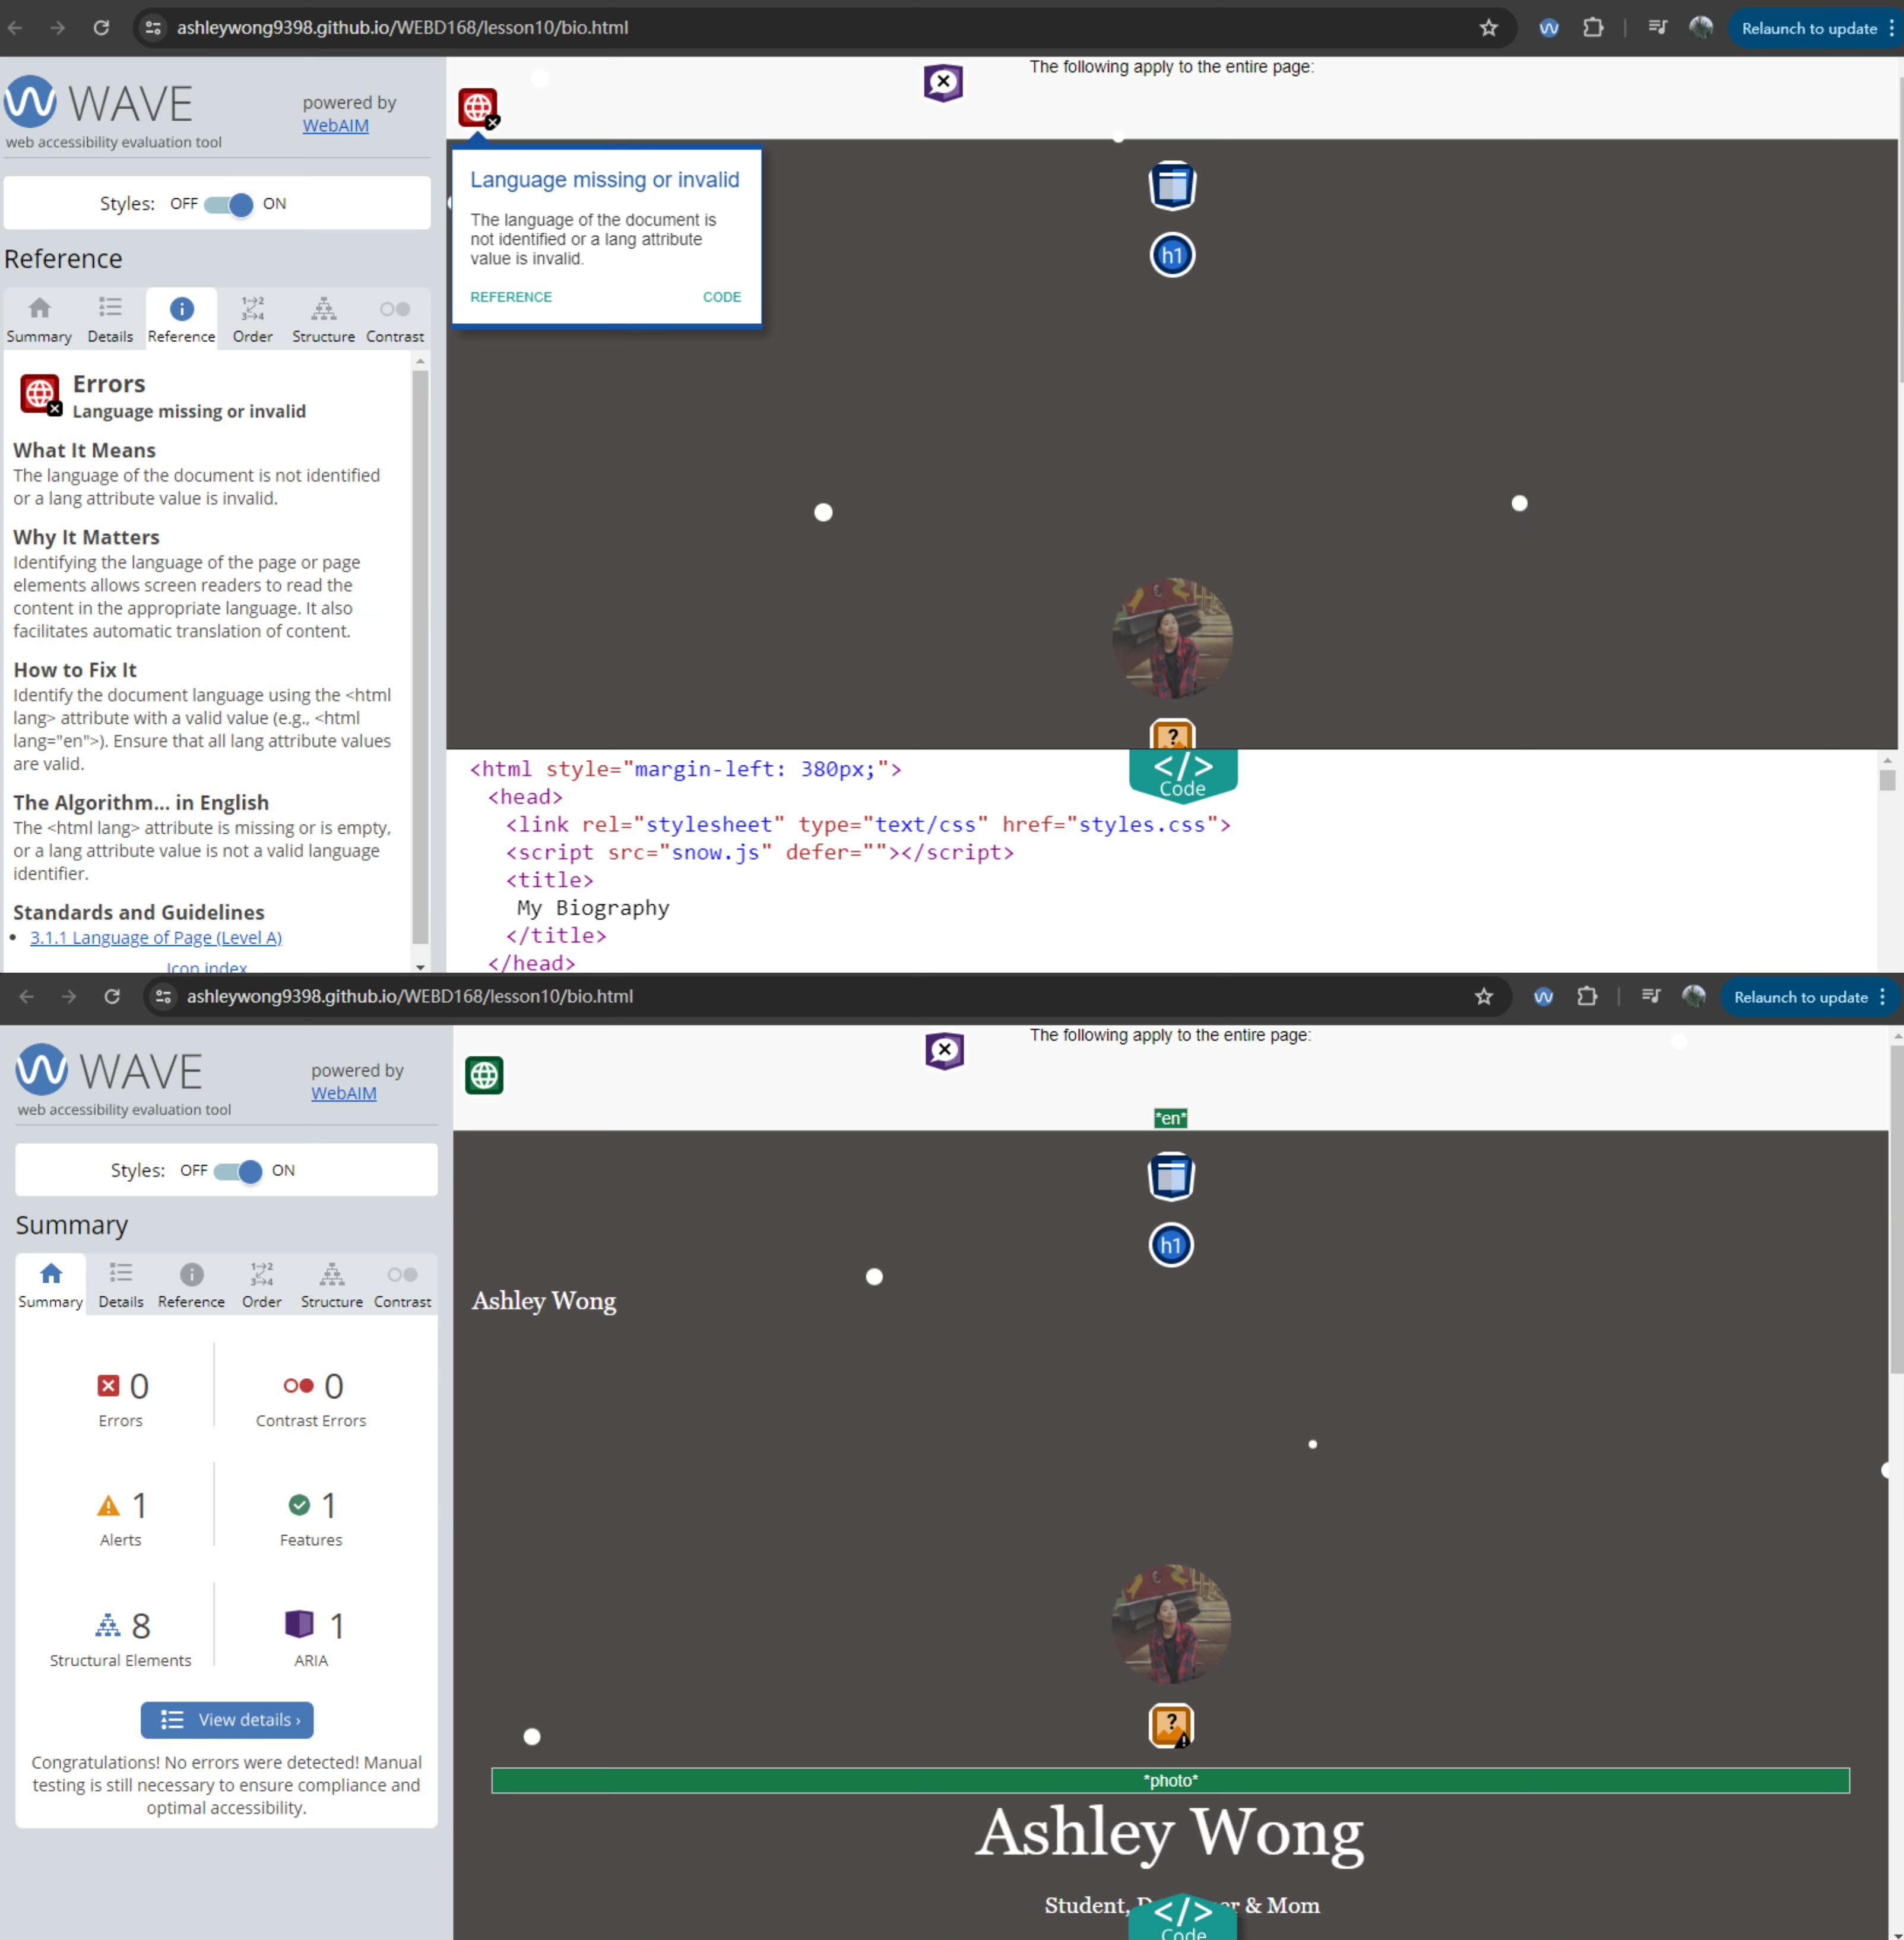 ashleywong9398.github.io/WEBD168/lesson10/bio.html
Relaunch to update
WAVE
powered by
WebAIM
web accessibility evaluation tool
Styles: OFF ON
Reference
Summary Details Reference Order Structure Contrast
Errors
Language missing or invalid
What It Means
The language of the document is not identified
or a lang attribute value is invalid.
Why It Matters
Identifying the language of the page or page
elements allows screen readers to read the
content in the appropriate language. It also
facilitates automatic translation of content.
How to Fix It
Identify the document language using the <html
lang> attribute with a valid value (e.g., <html
lang="en">). Ensure that all lang attribute values
are valid.
The Algorithm... in English
The <html lang> attribute is missing or is empty,
or a lang attribute value is not a valid language
identifier.
Standards and Guidelines
• 3.1.1 Language of Page (Level A)
Icon index
The following apply to the entire page:
Language missing or invalid
The language of the document is
not identified or a lang attribute
value is invalid.
REFERENCE CODE
h1
?
</>
Code
<html style="margin-left: 380px;">
<head>
<link rel="stylesheet" type="text/css" href="styles.css">
<script src="snow.js" defer=""></script>
<title>
My Biography
</title>
</head>
ashleywong9398.github.io/WEBD168/lesson10/bio.html
Relaunch to update
WAVE
powered by
WebAIM
web accessibility evaluation tool
Styles: OFF ON
Summary
Summary Details Reference Order Structure Contrast
0
Errors
0
Contrast Errors
1
Alerts
1
Features
8
Structural Elements
1
ARIA
View details ›
Congratulations! No errors were detected! Manual
testing is still necessary to ensure compliance and
optimal accessibility.
The following apply to the entire page:
*en*
h1
Ashley Wong
?
*photo*
Ashley Wong
Student, & Mom
</>
Code